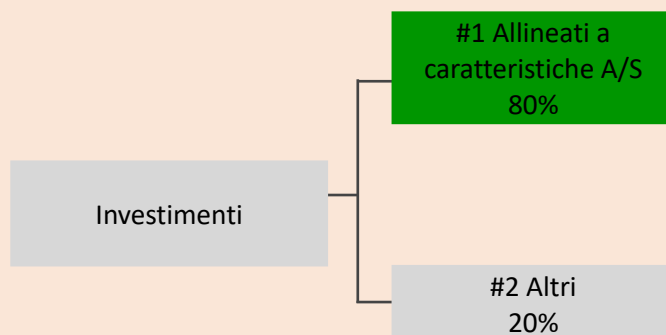 #1 Allineati a
caratteristiche A/S
80%
Investimenti
#2 Altri
20%